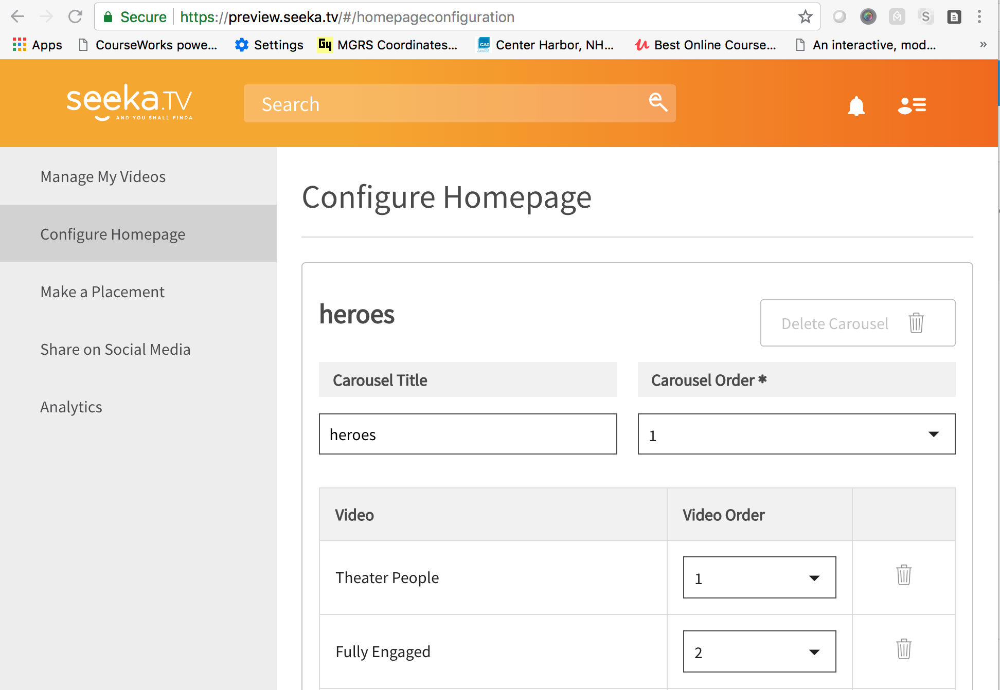 Secure https://preview.seeka.tv/#/homepageconfiguration
Apps CourseWorks powe... Settings MGRS Coordinates... Center Harbor, NH... Best Online Course... An interactive, mod... »
seeka.TV
AND YOU SHALL FINDA
Search
Manage My Videos
Configure Homepage
Make a Placement
Share on Social Media
Analytics
Configure Homepage
heroes
Delete Carousel
Carousel Title
Carousel Order *
heroes
1
Video Video Order
Theater People 1
Fully Engaged 2